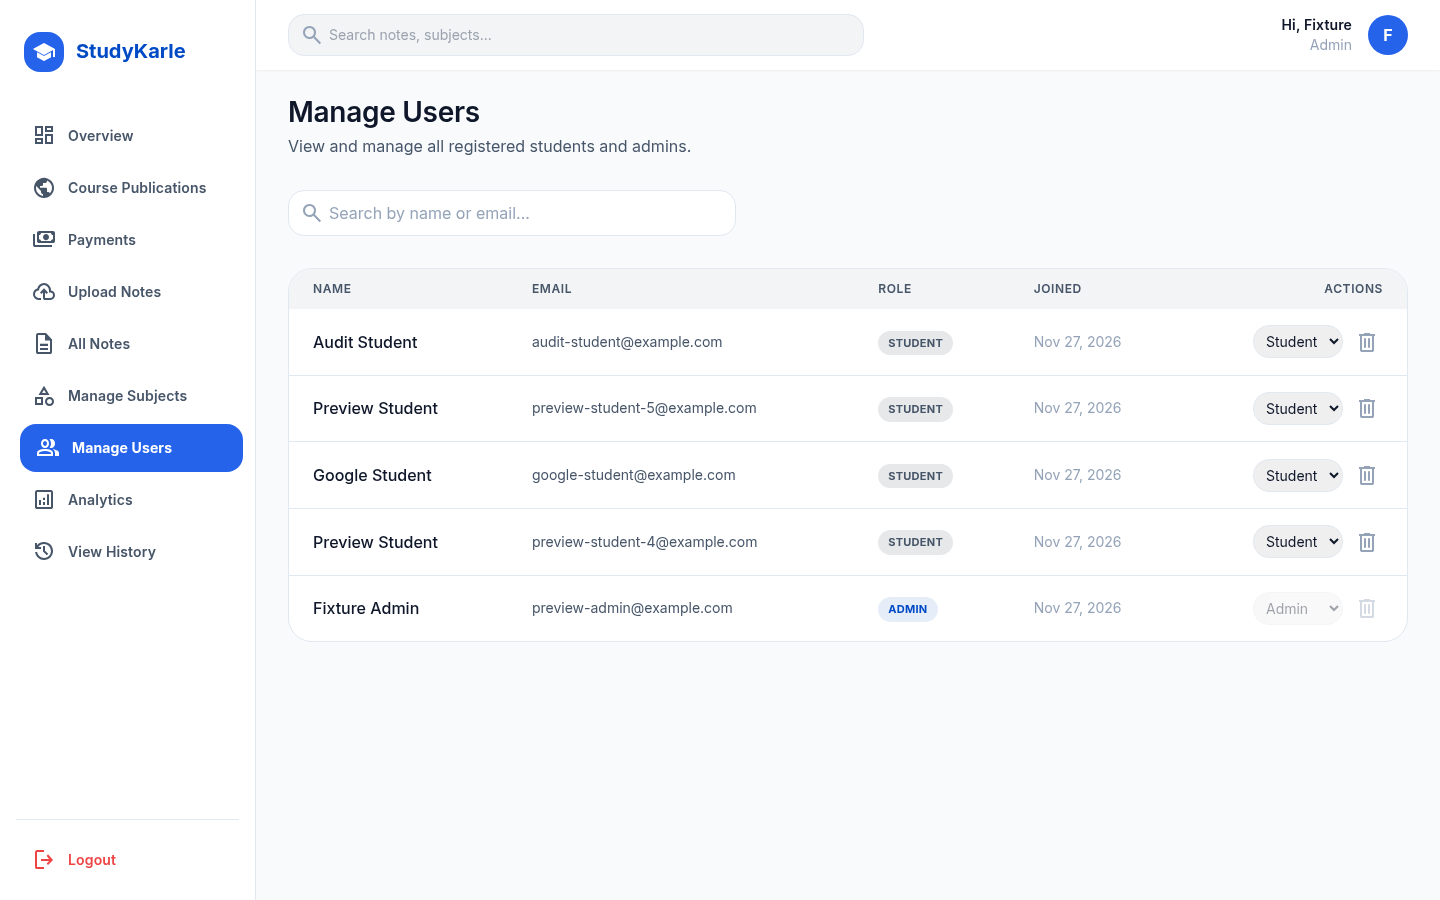 StudyKarle
Overview
Course Publications
Payments
Upload Notes
All Notes
Manage Subjects
Manage Users
Analytics
View History
Logout
Search notes, subjects...
Hi, Fixture
Admin
F
Manage Users
View and manage all registered students and admins.
Search by name or email...
NAME EMAIL ROLE JOINED ACTIONS
Audit Student audit-student@example.com STUDENT Nov 27, 2026 Student
Preview Student preview-student-5@example.com STUDENT Nov 27, 2026 Student
Google Student google-student@example.com STUDENT Nov 27, 2026 Student
Preview Student preview-student-4@example.com STUDENT Nov 27, 2026 Student
Fixture Admin preview-admin@example.com ADMIN Nov 27, 2026 Admin